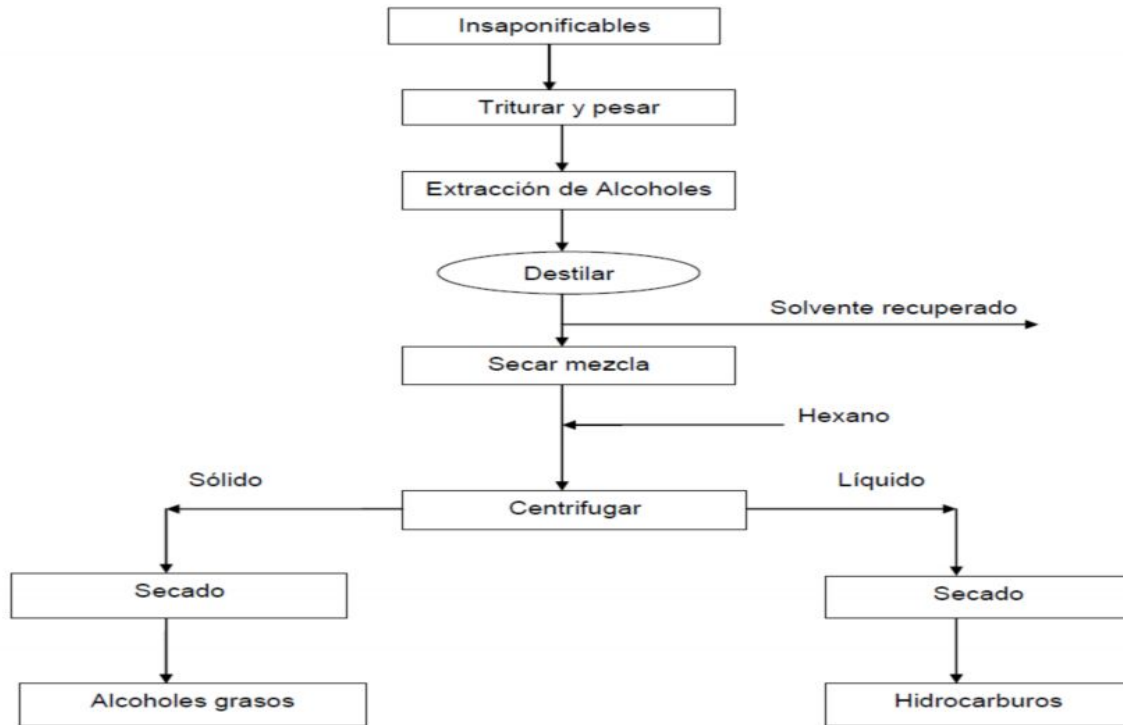 Insaponificables
Triturar y pesar
Extracción de Alcoholes
Destilar
Solvente recuperado
Secar mezcla
Hexano
Sólido
Líquido
Centrifugar
Secado
Secado
Alcoholes grasos
Hidrocarburos